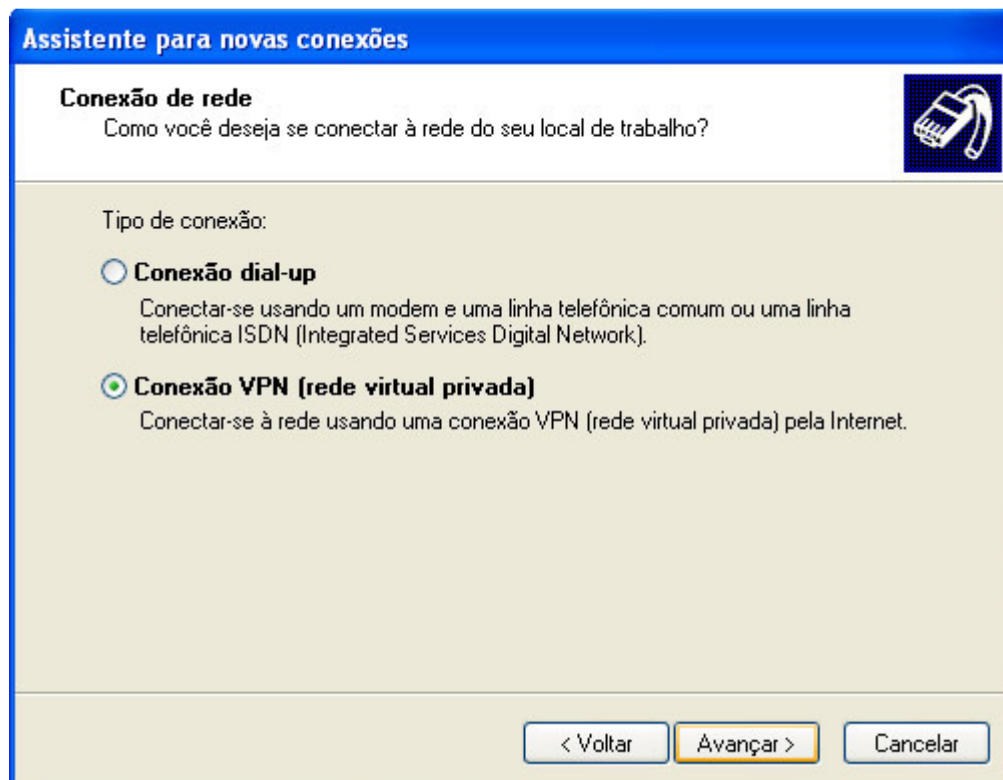 Assistente para novas conexões
Conexão de rede
Como você deseja se conectar à rede do seu local de trabalho?
Tipo de conexão:
Conexão dial-up
Conectar-se usando um modem e uma linha telefônica comum ou uma linha
telefônica ISDN (Integrated Services Digital Network).
Conexão VPN (rede virtual privada)
Conectar-se à rede usando uma conexão VPN (rede virtual privada) pela Internet.
< Voltar
Avançar >
Cancelar